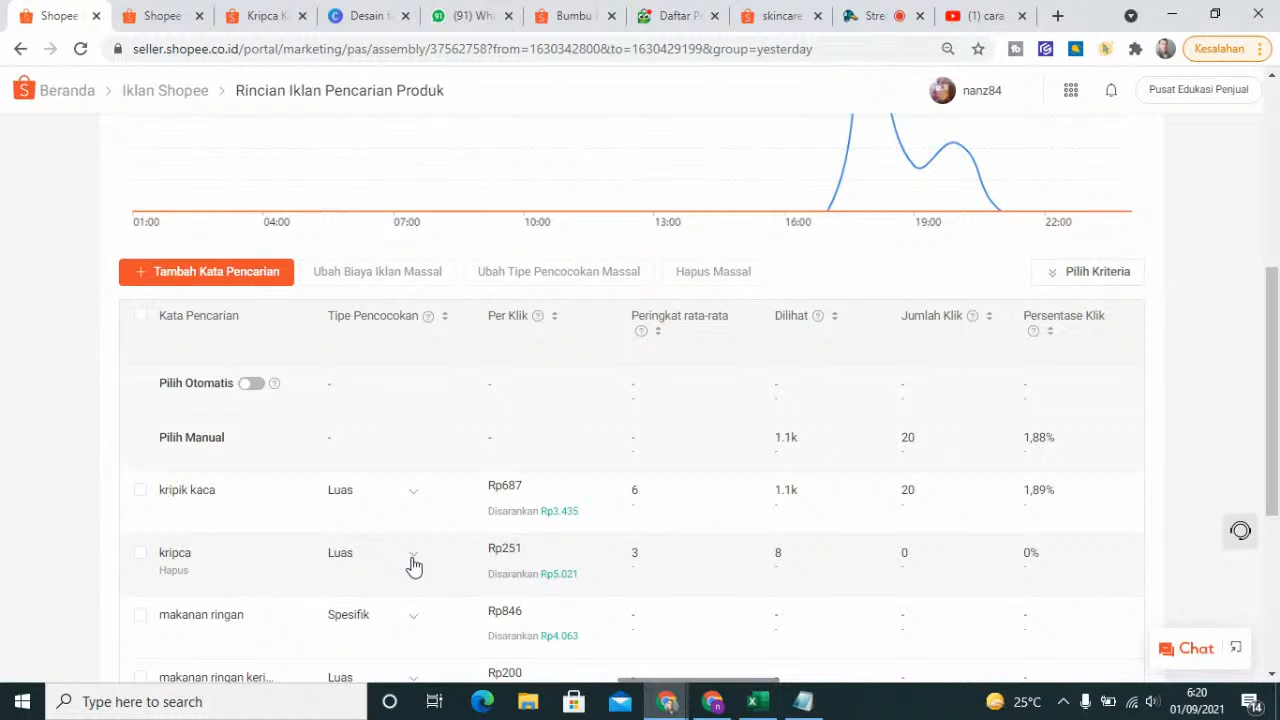 Shopee
Shopee
Kripca K
Desain t
(91) Wha
Bumbu I
Daftar P
skincare
Stre
(1) cara
seller.shopee.co.id/portal/marketing/pas/assembly/37562758?from=1630342800&to=1630429199&group=yesterday
Kesalahan
Beranda > Iklan Shopee > Rincian Iklan Pencarian Produk
nanz84
Pusat Edukasi Penjual
01:00 04:00 07:00 10:00 13:00 16:00 19:00 22:00
+ Tambah Kata Pencarian
Ubah Biaya Iklan Massal
Ubah Tipe Pencocokan Massal
Hapus Massal
Pilih Kriteria
Kata Pencarian Tipe Pencocokan Per Klik Peringkat rata-rata Dilihat Jumlah Klik Persentase Klik
Pilih Otomatis - - - - - -
- - - -
Pilih Manual - - - 1.1k 20 1,88%
kripik kaca Luas Rp687 6 1.1k 20 1,89%
Disarankan Rp3.435 - - - -
kripca Luas Rp251 3 8 0 0%
Hapus Disarankan Rp5.021 - - - -
makanan ringan Spesifik Rp846 - - - -
Disarankan Rp4.063 - - - -
makanan ringan keri... Luas Rp200
Chat
Type here to search
25°C
6:20
01/09/2021
14